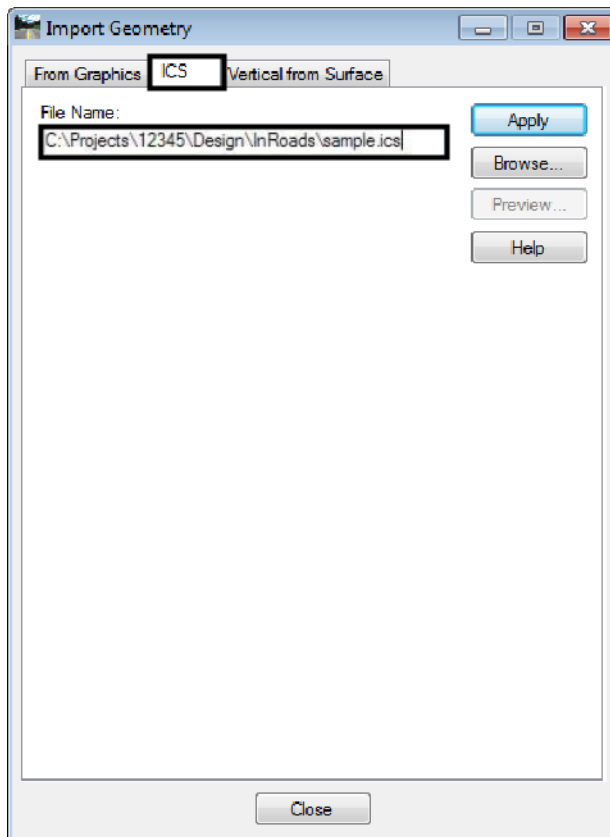 Import Geometry
From Graphics ICS Vertical from Surface
File Name:
C:\Projects\12345\Design\InRoads\sample.ics
Apply
Browse...
Preview...
Help
Close